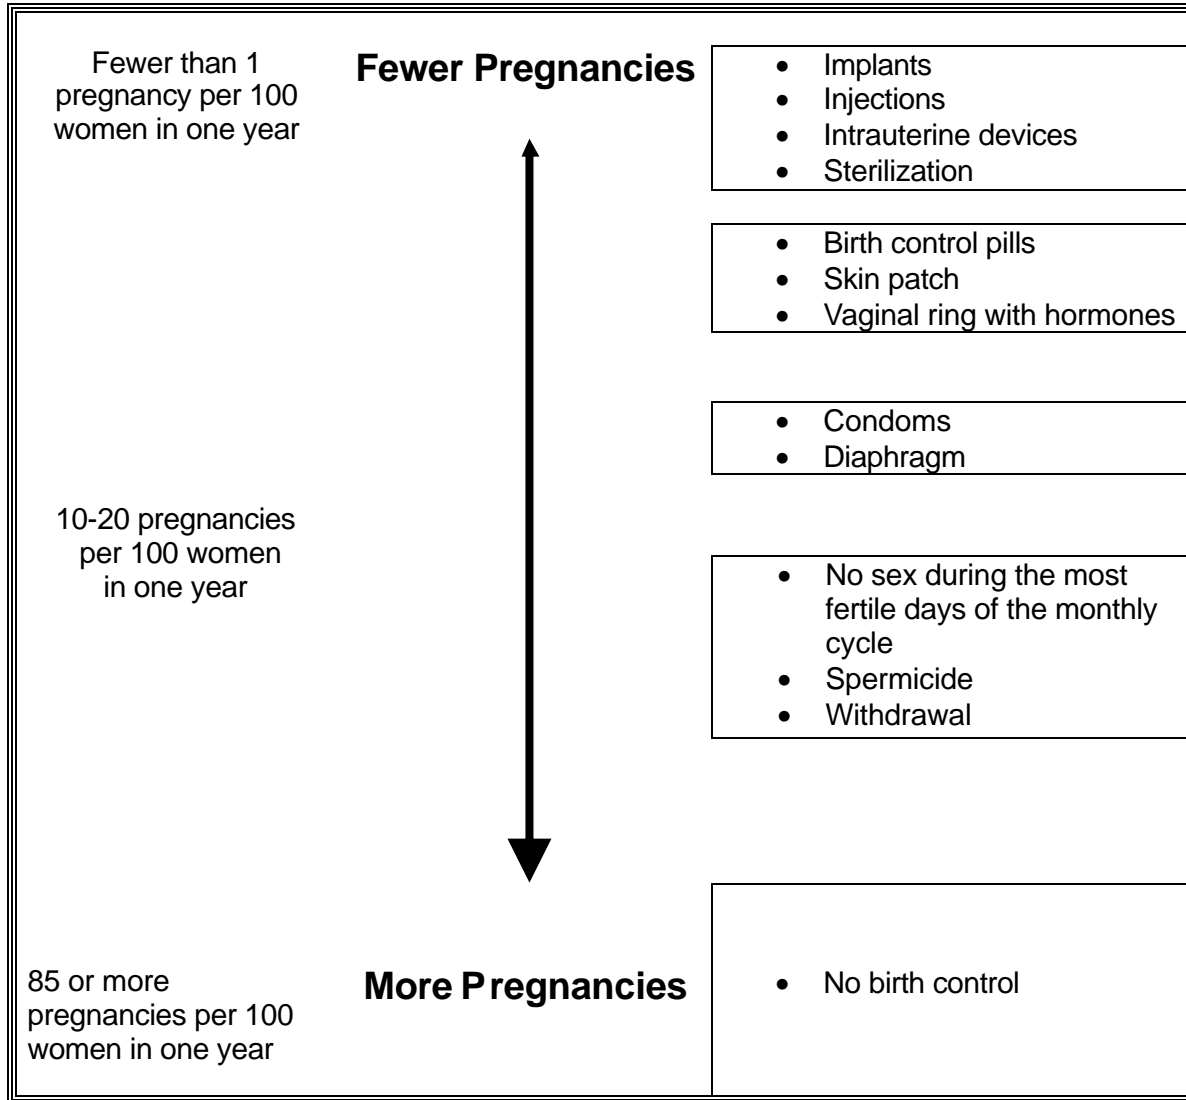 Fewer than 1
pregnancy per 100
women in one year
Fewer Pregnancies
• Implants
• Injections
• Intrauterine devices
• Sterilization
• Birth control pills
• Skin patch
• Vaginal ring with hormones
• Condoms
• Diaphragm
10-20 pregnancies
per 100 women
in one year
• No sex during the most
fertile days of the monthly
cycle
• Spermicide
• Withdrawal
85 or more
pregnancies per 100
women in one year
More Pregnancies
• No birth control